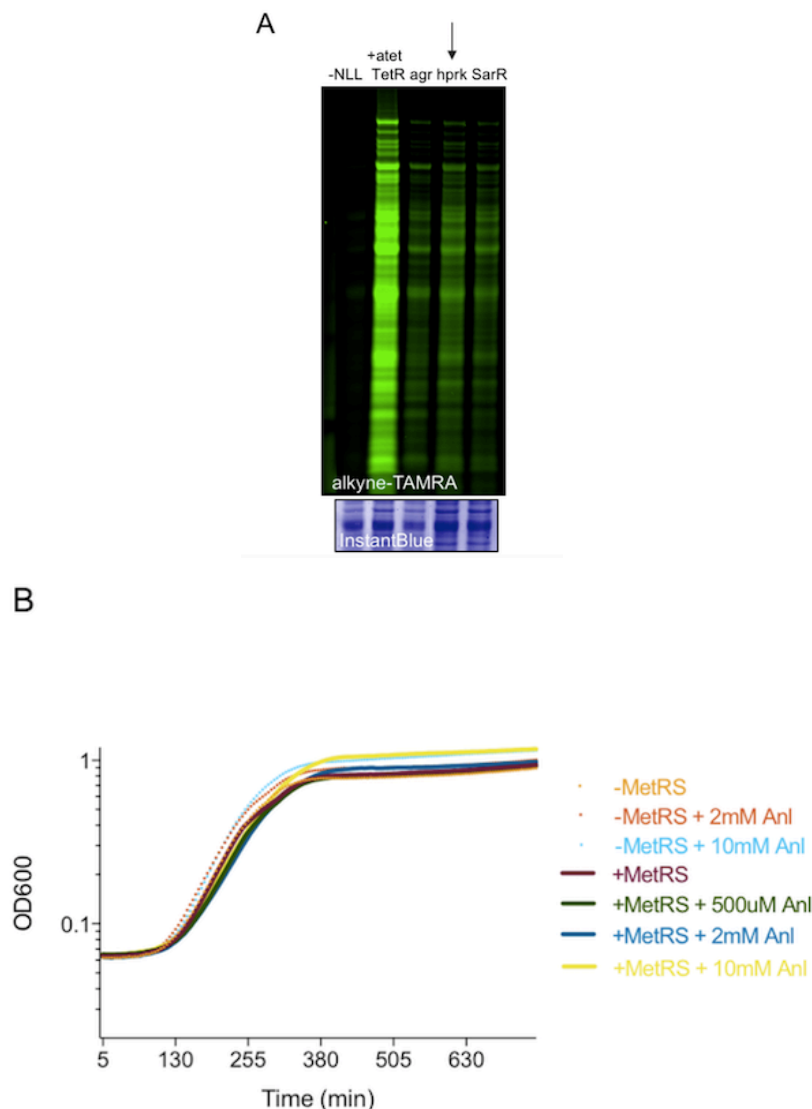 A
+atet
-NLL TetR agr hprk SarR
alkyne-TAMRA
InstantBlue
B
OD600
1
0.1
5 130 255 380 505 630
Time (min)
-MetRS
-MetRS + 2mM Anl
-MetRS + 10mM Anl
+MetRS
+MetRS + 500uM Anl
+MetRS + 2mM Anl
+MetRS + 10mM Anl